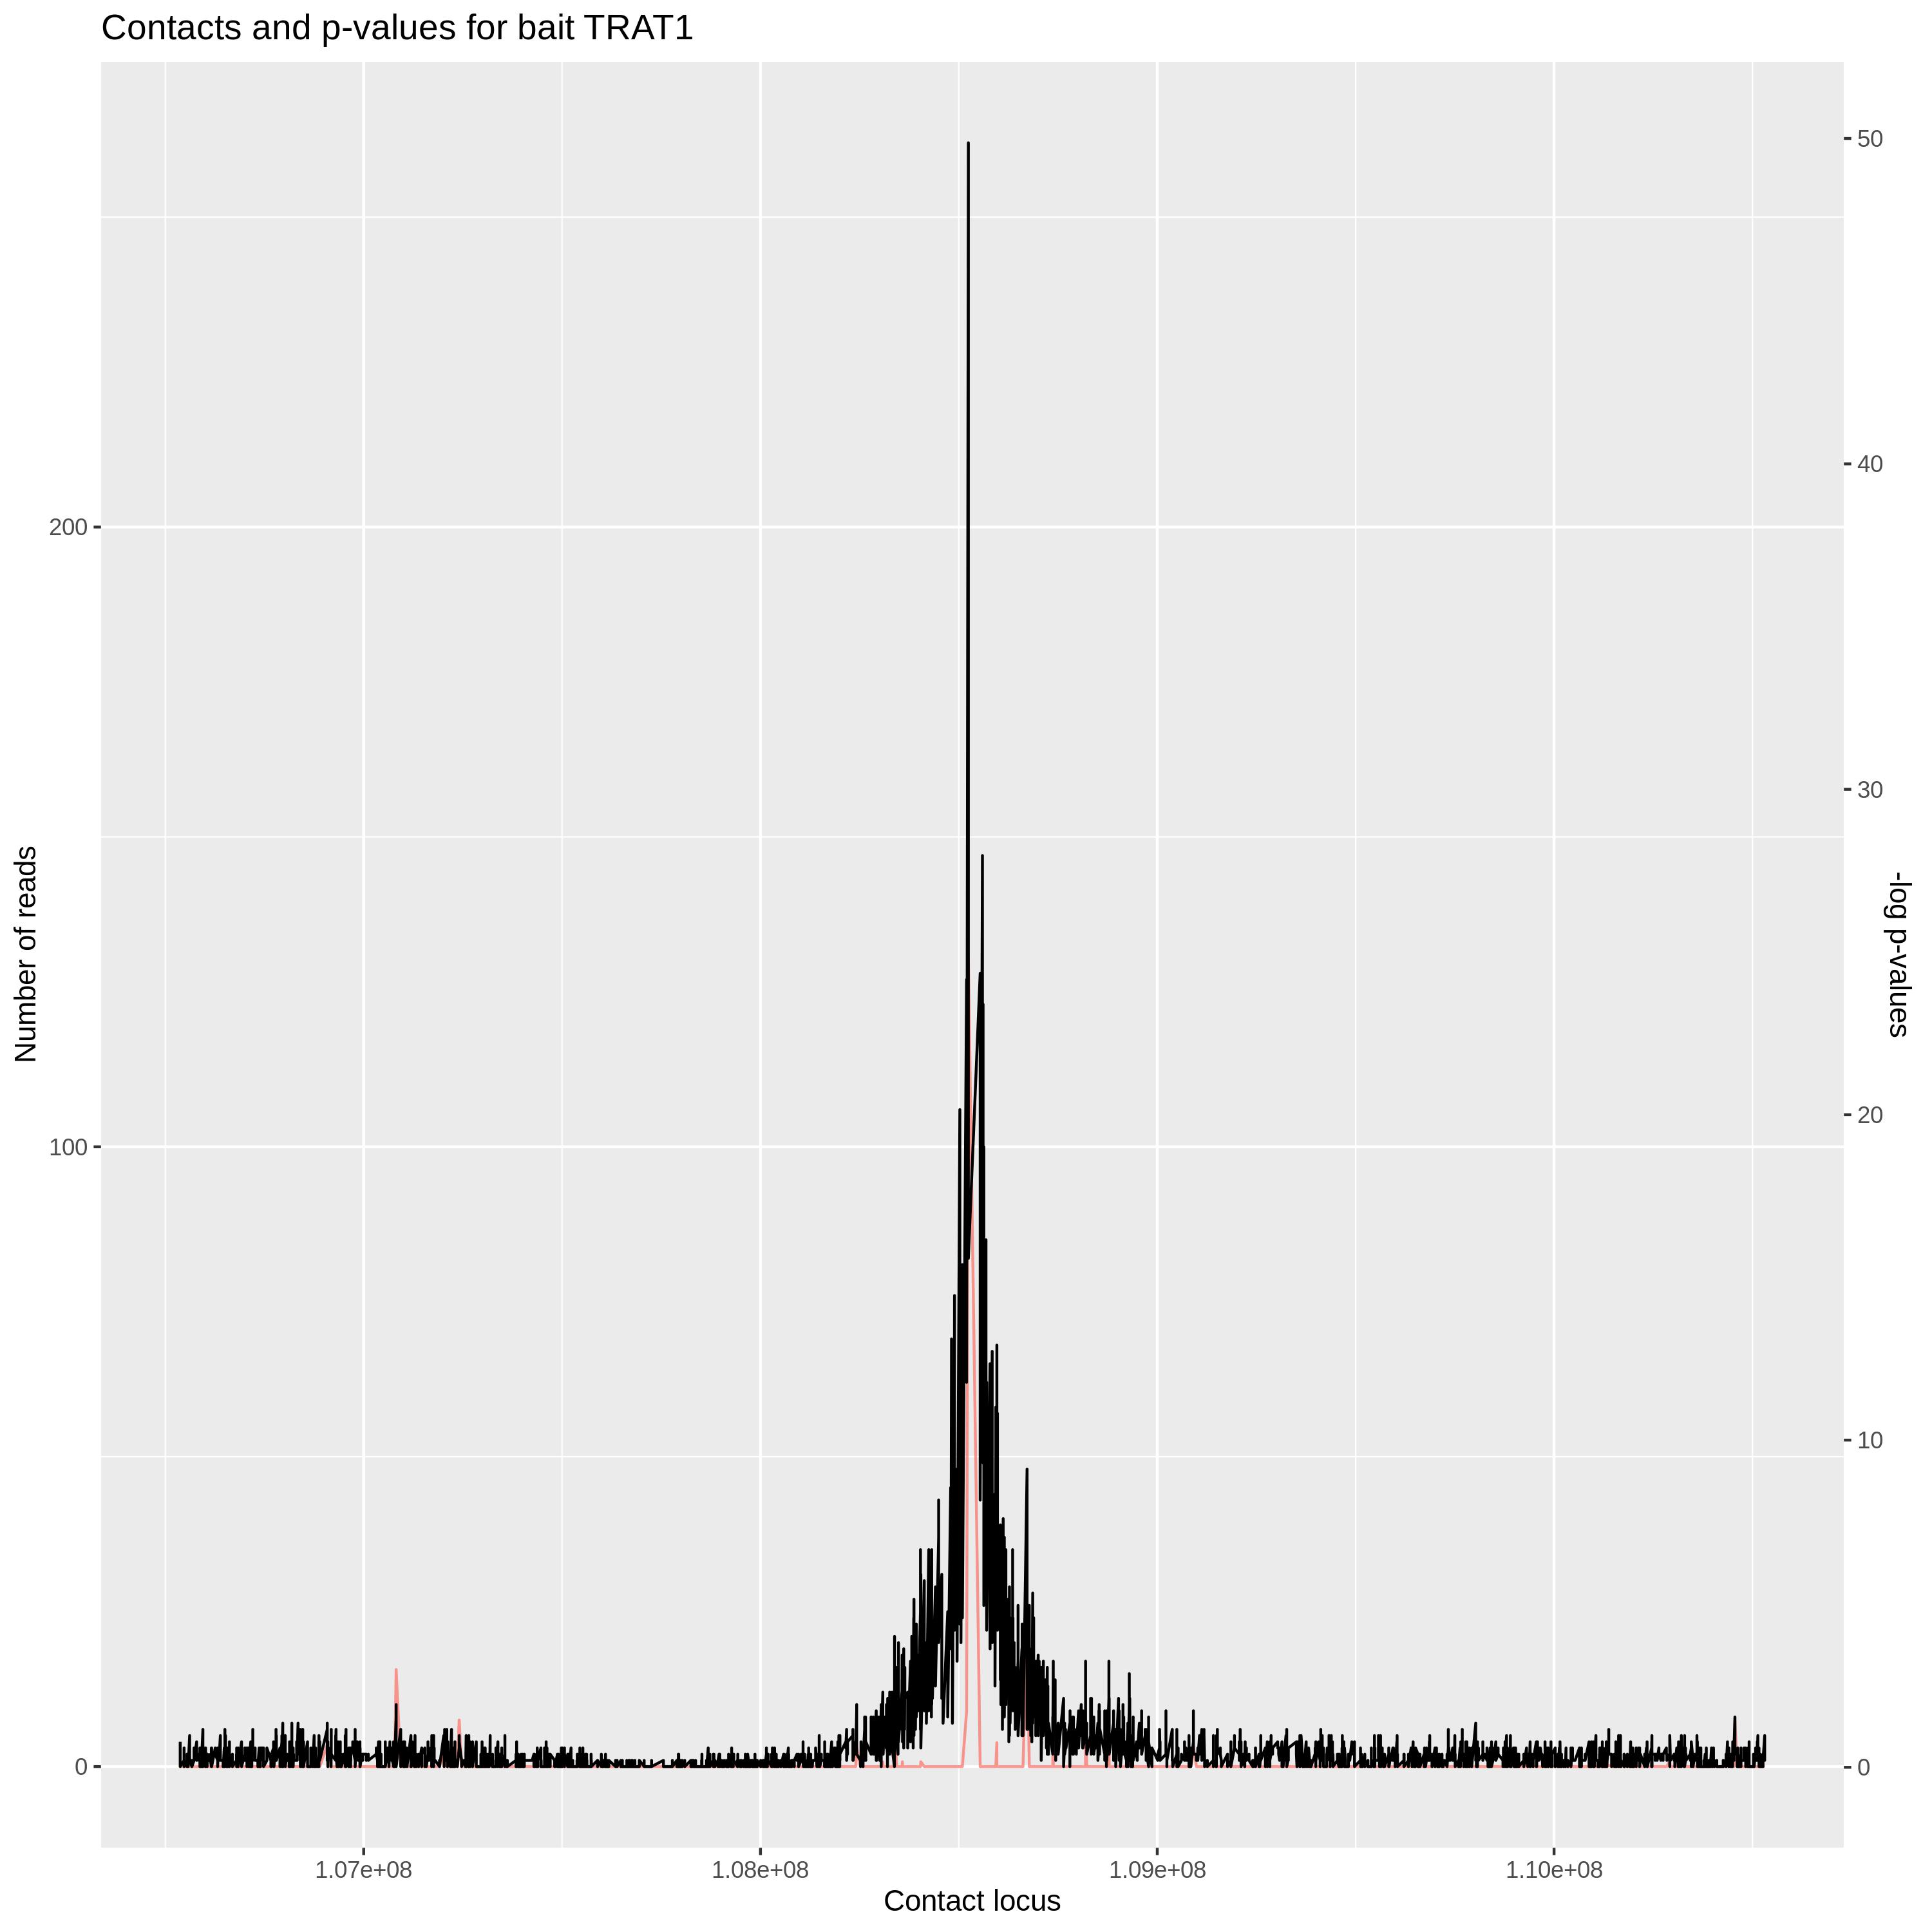 Contacts and p-values for bait TRAT1
Number of reads
200
100
0
50
40
30
20
10
0
-log p-values
1.07e+08
1.08e+08
1.09e+08
1.10e+08
Contact locus